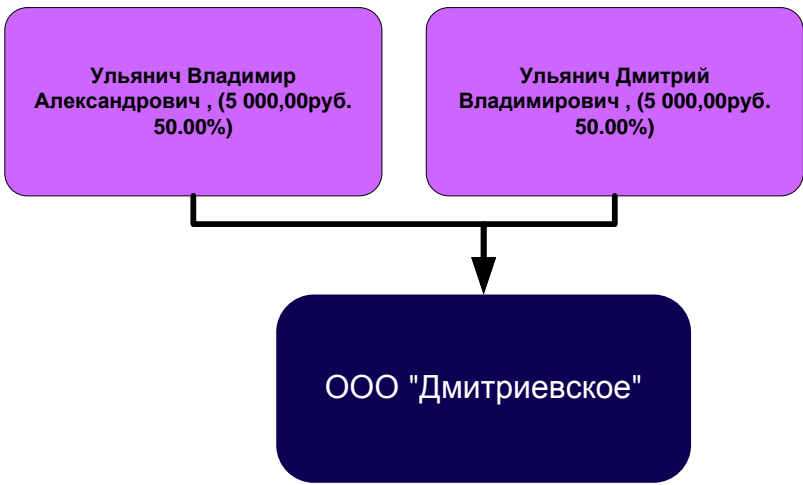 Ульянич Владимир
Александрович , (5 000,00руб.
50.00%)
Ульянич Дмитрий
Владимирович , (5 000,00руб.
50.00%)
ООО "Дмитриевское"